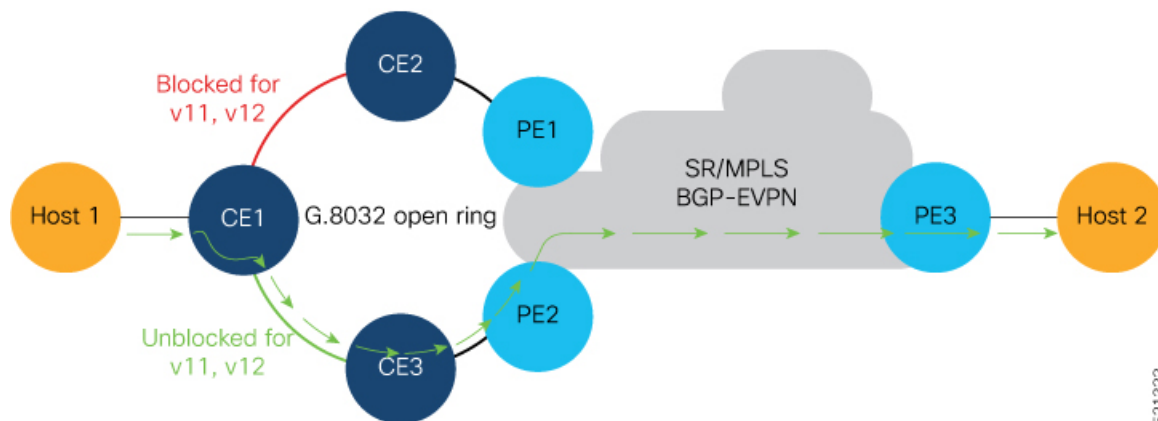 CE2
Blocked for
v11, v12
PE1
SR/MPLS
BGP-EVPN
Host 1
CE1
G.8032 open ring
PE3
Host 2
PE2
Unblocked for
v11, v12
CE3